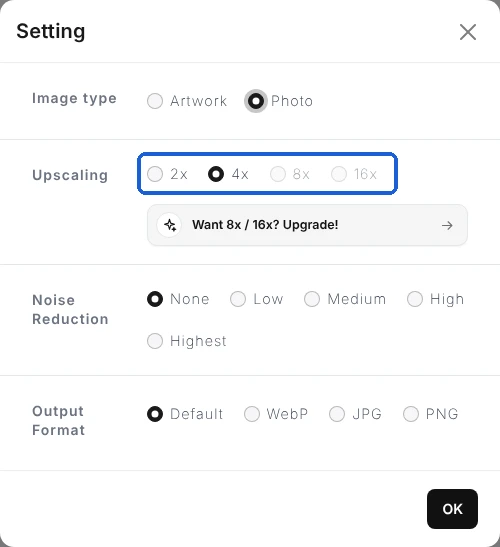 Setting
Image type
Artwork Photo
Upscaling
2x 4x 8x 16x
Want 8x / 16x? Upgrade!
Noise
Reduction
None Low Medium High
Highest
Output
Format
Default WebP JPG PNG
OK